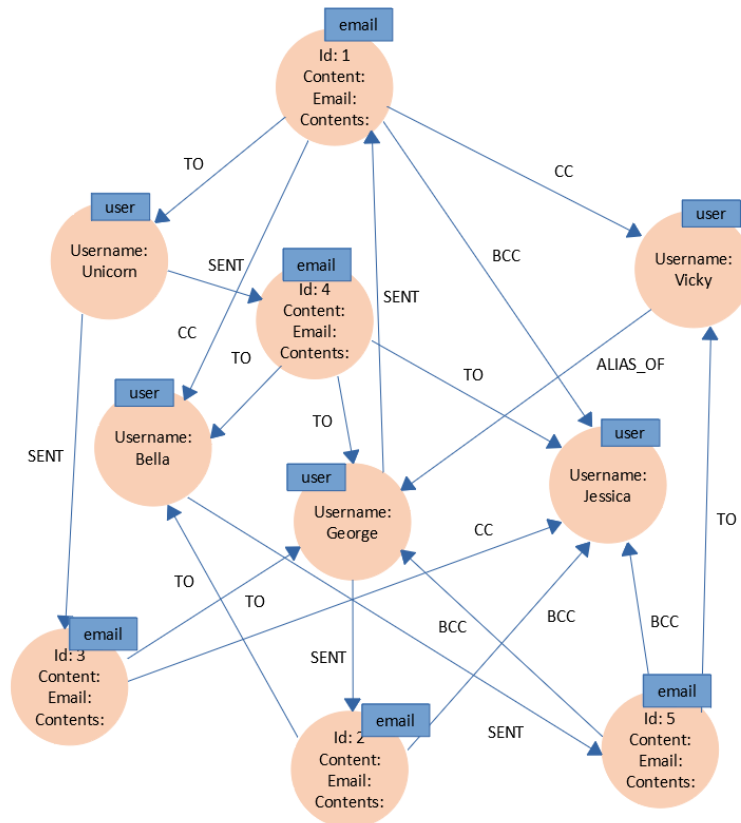 email
Id: 1
Content:
Email:
Contents:
TO
CC
user
Username:
Unicorn
user
Username:
Vicky
SENT
BCC
email
Id: 4
Content:
Email:
Contents:
SENT
CC
TO
TO
TO
ALIAS_OF
user
Username:
Bella
user
Username:
Jessica
SENT
user
Username:
George
CC
TO
TO
TO
BCC
BCC
BCC
email
Id: 3
Content:
Email:
Contents:
SENT
SENT
email
Id: 2
Content:
Email:
Contents:
email
Id: 5
Content:
Email:
Contents: